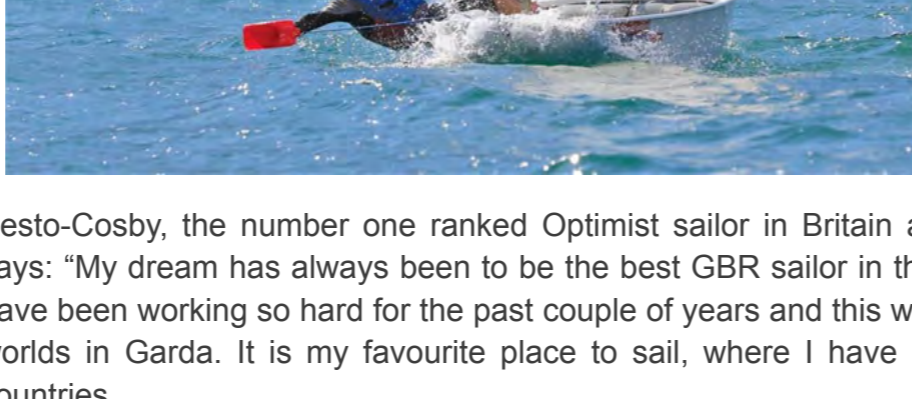 esto-Cosby, the number one ranked Optimist sailor in Britain
ays: “My dream has always been to be the best GBR sailor in th
ave been working so hard for the past couple of years and this w
orlds in Garda. It is my favourite place to sail, where I have
ountries